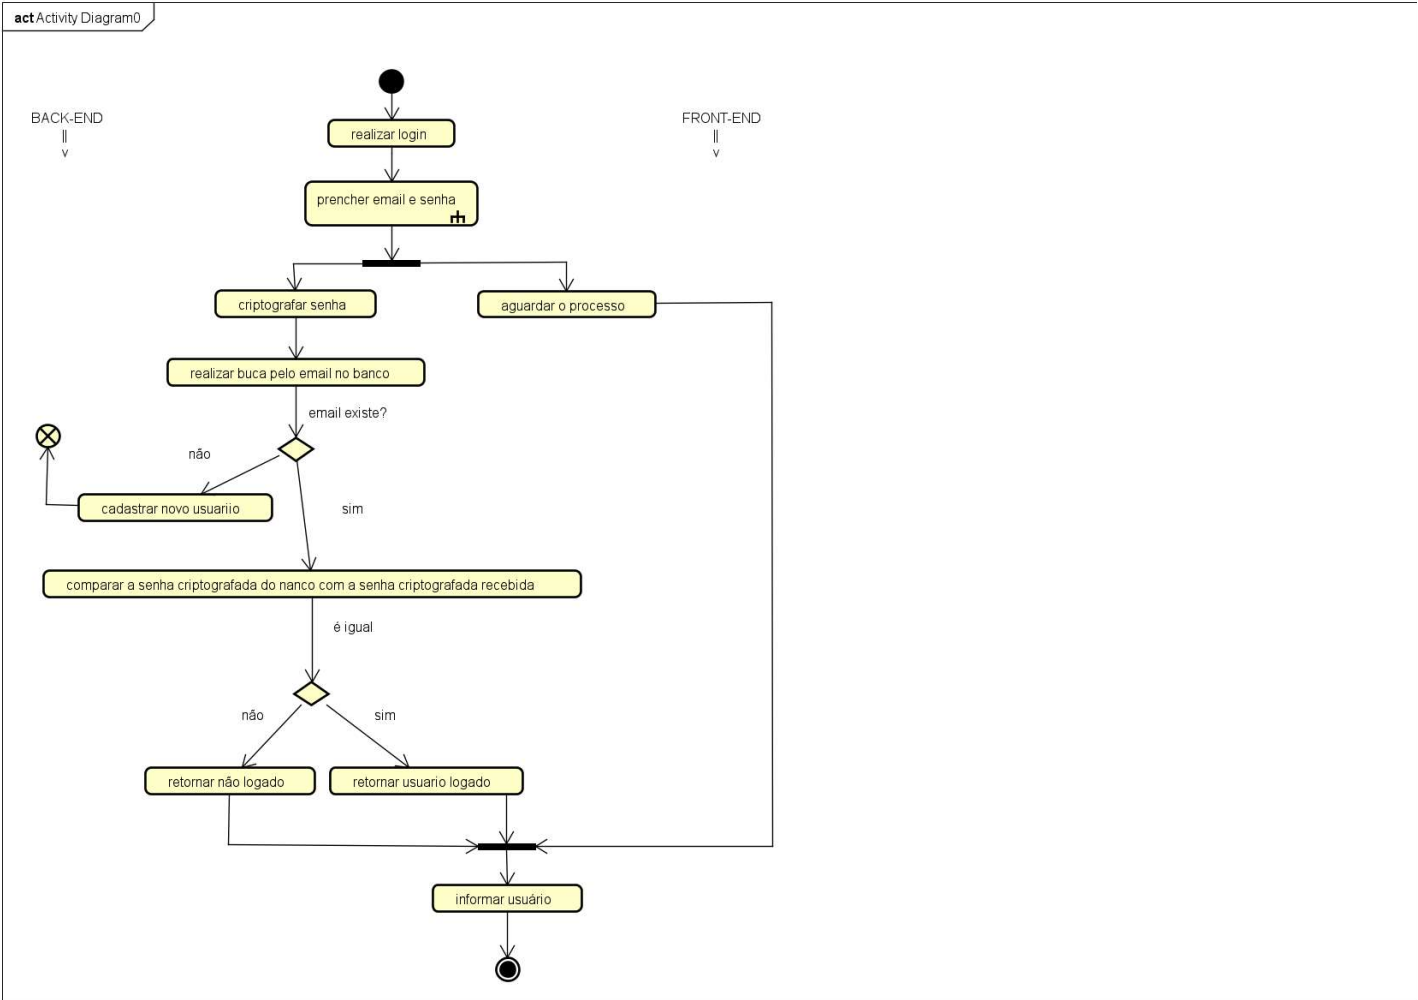 act Activity Diagram0
BACK-END
||
v
FRONT-END
||
v
realizar login
prencher email e senha
criptografar senha
aguardar o processo
realizar buca pelo email no banco
email existe?
não
cadastrar novo usuariio
sim
comparar a senha criptografada do nanco com a senha criptografada recebida
é igual
não
sim
retornar não logado
retornar usuario logado
informar usuário